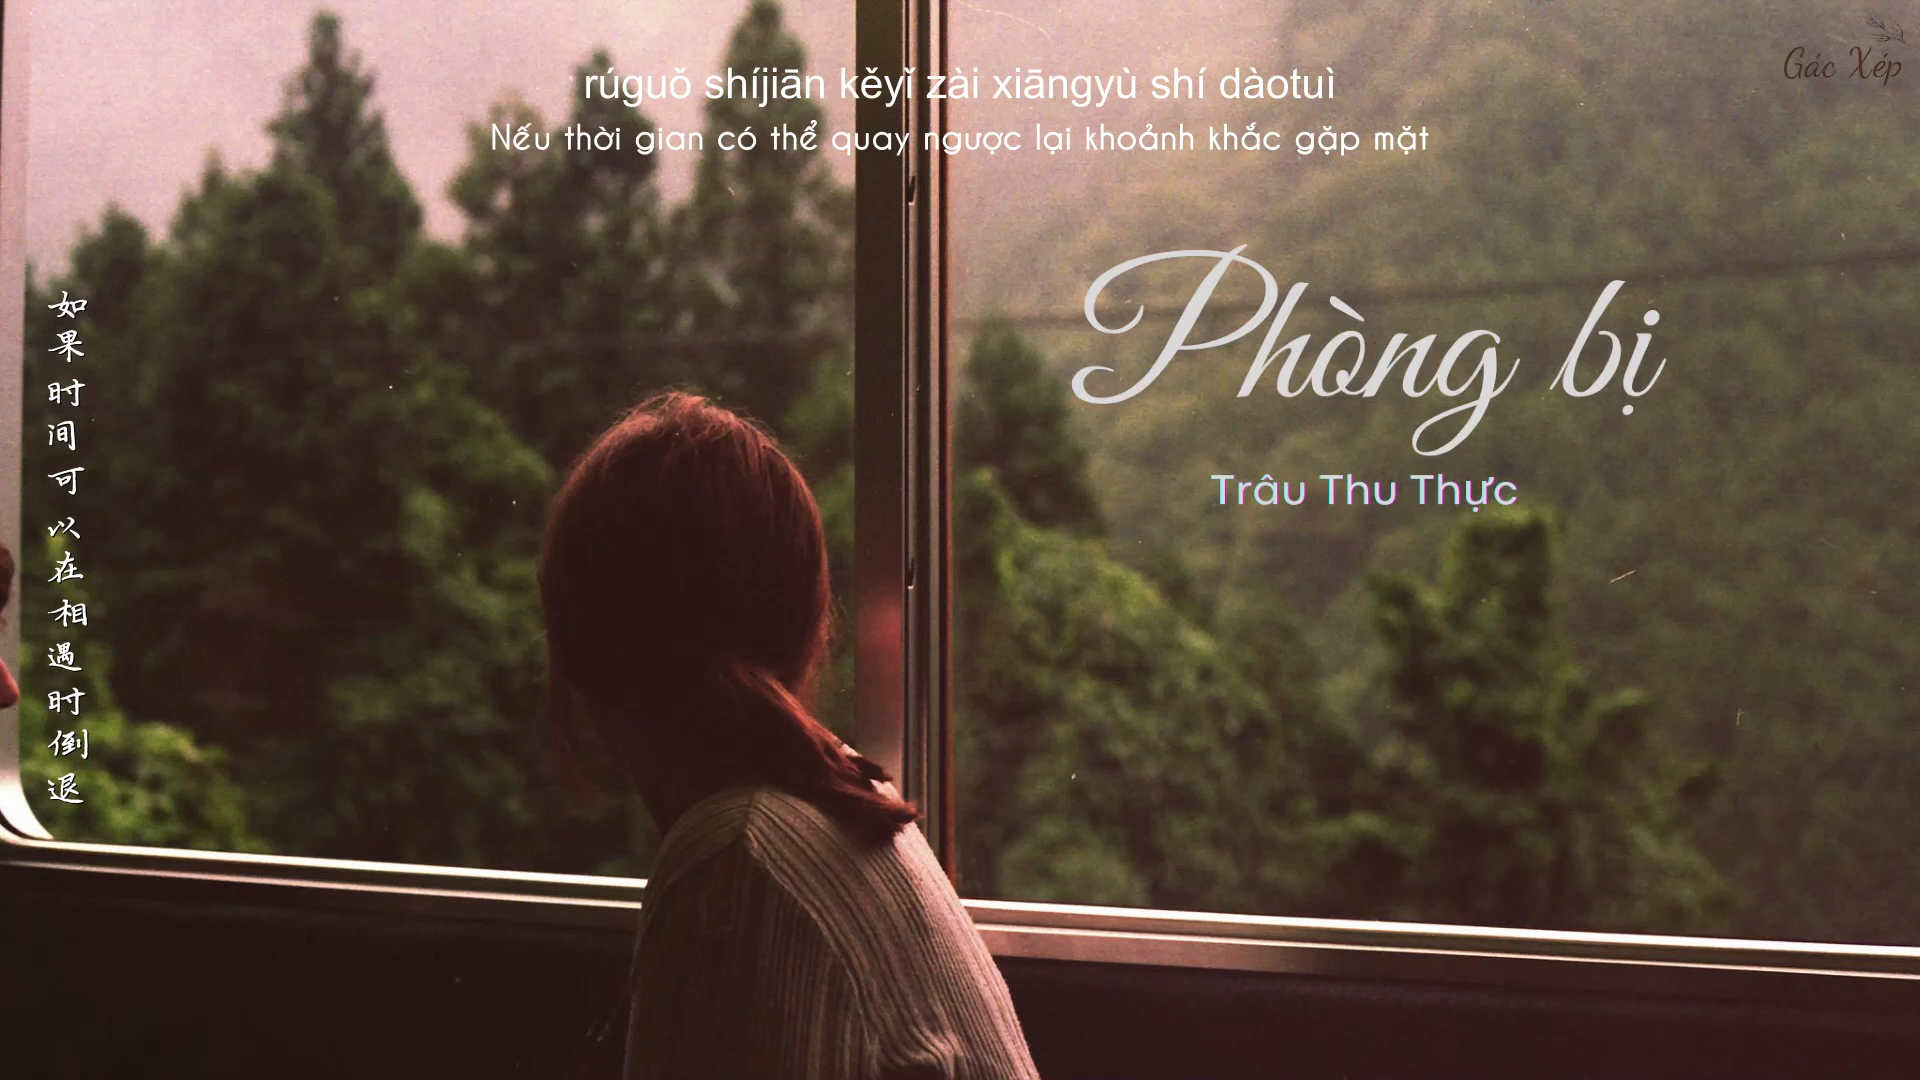 Gác Xép
rúguǒ shíjiān kěyǐ zài xiāngyù shí dàotuì
Nếu thời gian có thể quay ngược lại khoảnh khắc gặp mặt
Phòng bị
Trâu Thu Thực
如果时间可以在相遇时倒退